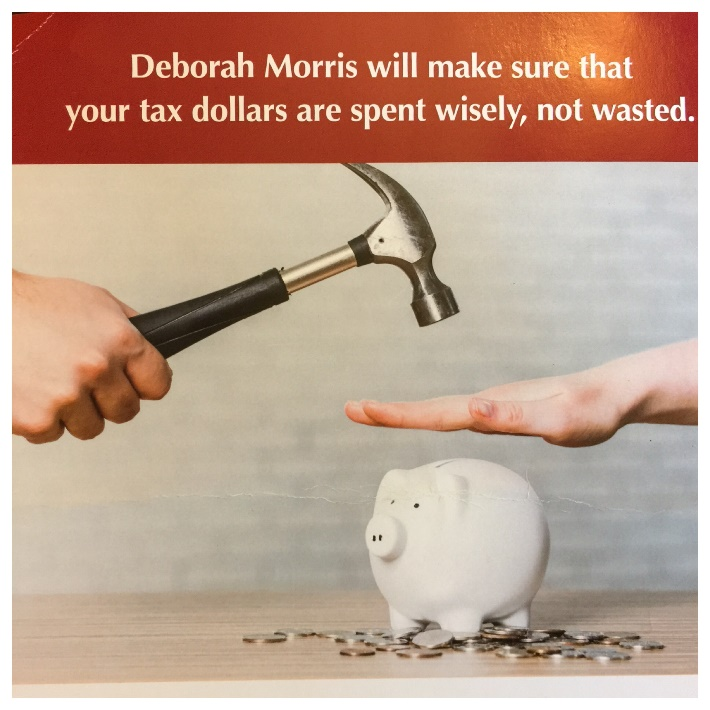 Deborah Morris will make sure that
your tax dollars are spent wisely, not wasted.